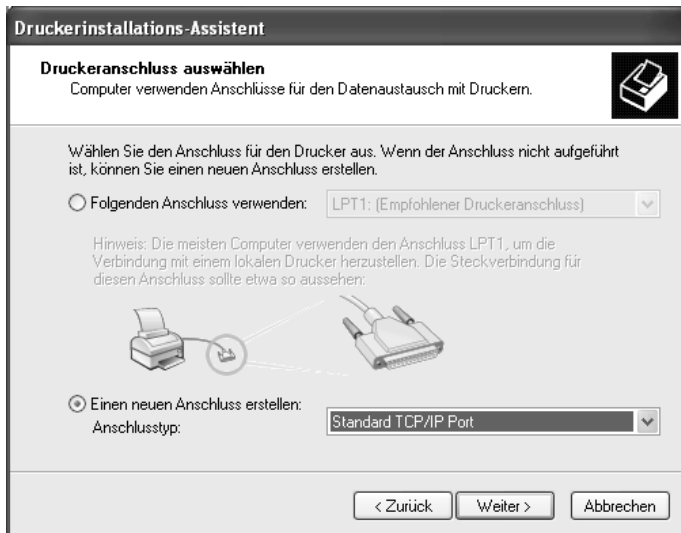 Druckerinstallations-Assistent
Druckeranschluss auswählen
Computer verwenden Anschlüsse für den Datenaustausch mit Druckern.
Wählen Sie den Anschluss für den Drucker aus. Wenn der Anschluss nicht aufgeführt
ist, können Sie einen neuen Anschluss erstellen.
Folgenden Anschluss verwenden: LPT1: (Empfohlener Druckeranschluss)
Hinweis: Die meisten Computer verwenden den Anschluss LPT1, um die
Verbindung mit einem lokalen Drucker herzustellen. Die Steckverbindung für
diesen Anschluss sollte etwa so aussehen:
Einen neuen Anschluss erstellen:
Anschlusstyp: Standard TCP/IP Port
< Zurück Weiter > Abbrechen